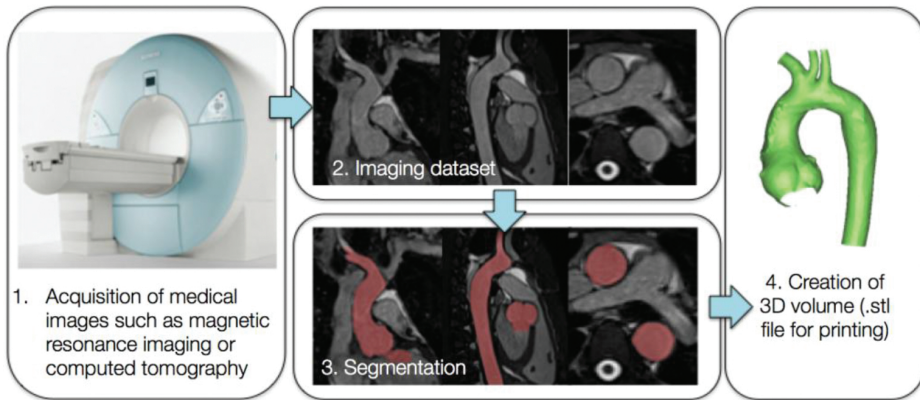 1. Acquisition of medical
images such as magnetic
resonance imaging or
computed tomography
2. Imaging dataset
3. Segmentation
4. Creation of
3D volume (.stl
file for printing)